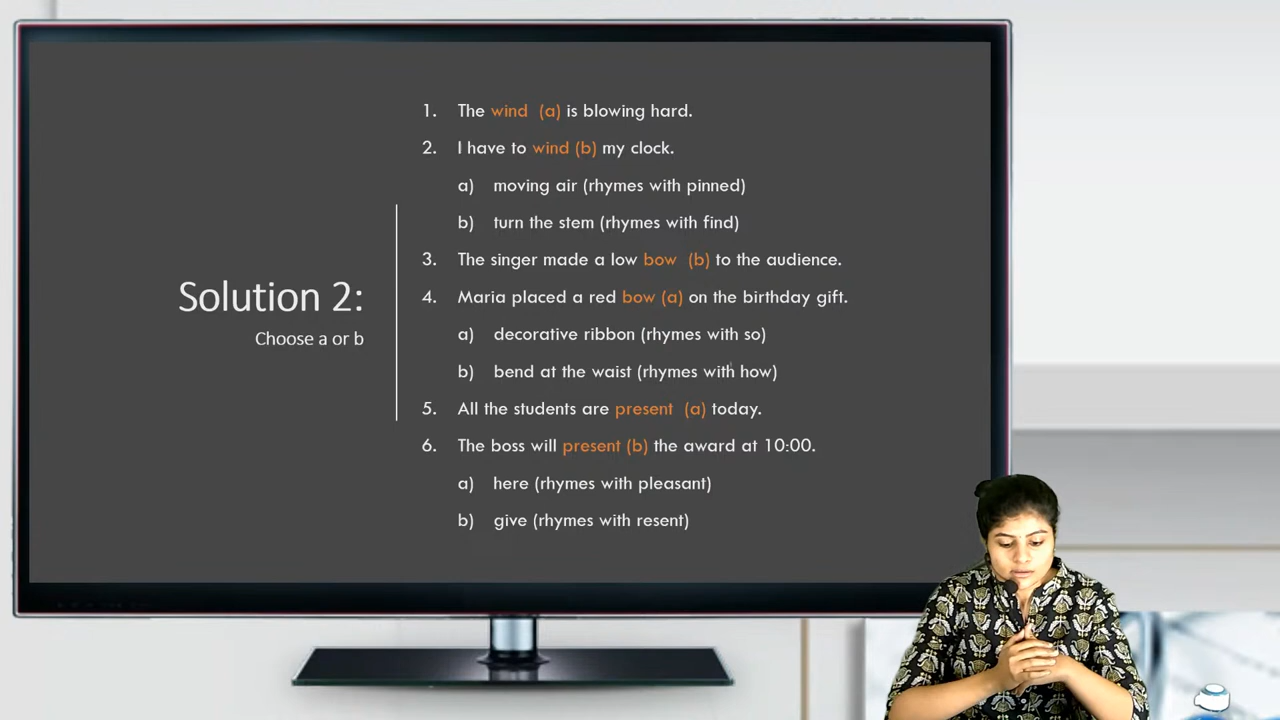 Solution 2:
Choose a or b
1. The wind (a) is blowing hard.
2. I have to wind (b) my clock.
a) moving air (rhymes with pinned)
b) turn the stem (rhymes with find)
3. The singer made a low bow (b) to the audience.
4. Maria placed a red bow (a) on the birthday gift.
a) decorative ribbon (rhymes with so)
b) bend at the waist (rhymes with how)
5. All the students are present (a) today.
6. The boss will present (b) the award at 10:00.
a) here (rhymes with pleasant)
b) give (rhymes with resent)